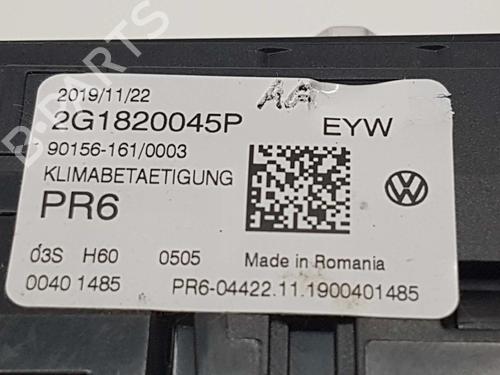 B-PARTS
2019/11/22 AA
2G1820045P EYW
90156-161/0003
KLIMABETAETIGUNG
PR6
03S H60 0505 Made in Romania
0040 1485 PR6-04422.11.1900401485